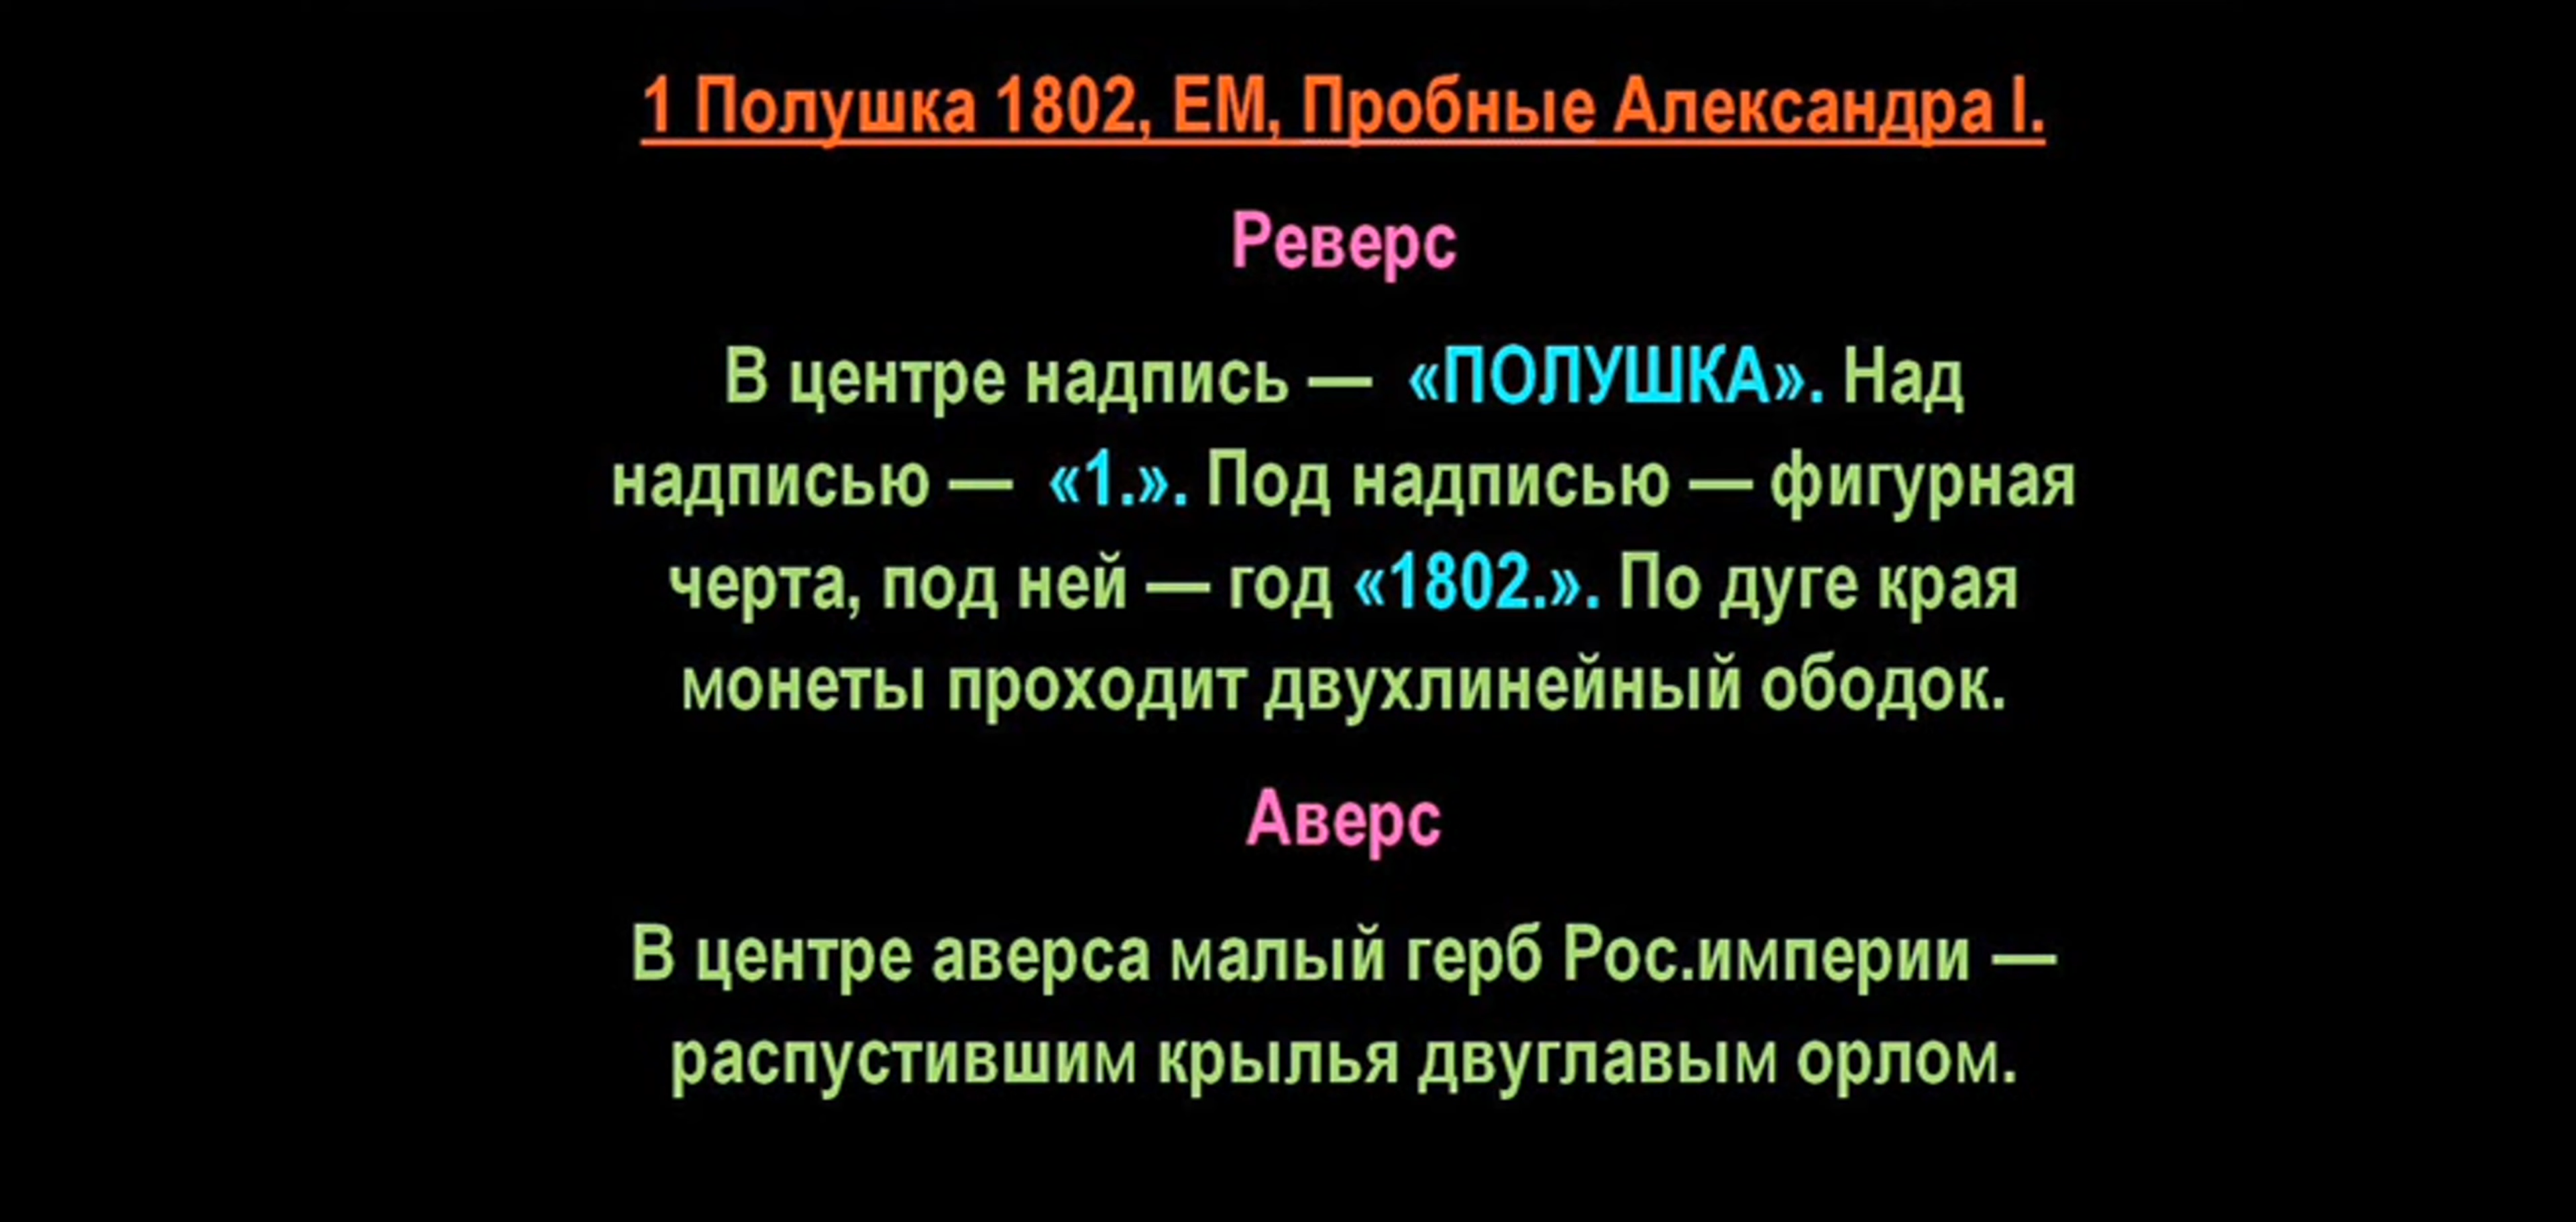 1 Полушка 1802, ЕМ, Пробные Александра I.
Реверс
В центре надпись — «ПОЛУШКА». Над
надписью — «1.». Под надписью — фигурная
черта, под ней — год «1802.». По дуге края
монеты проходит двухлинейный ободок.
Аверс
В центре аверса малый герб Рос.империи —
распустившим крылья двуглавым орлом.